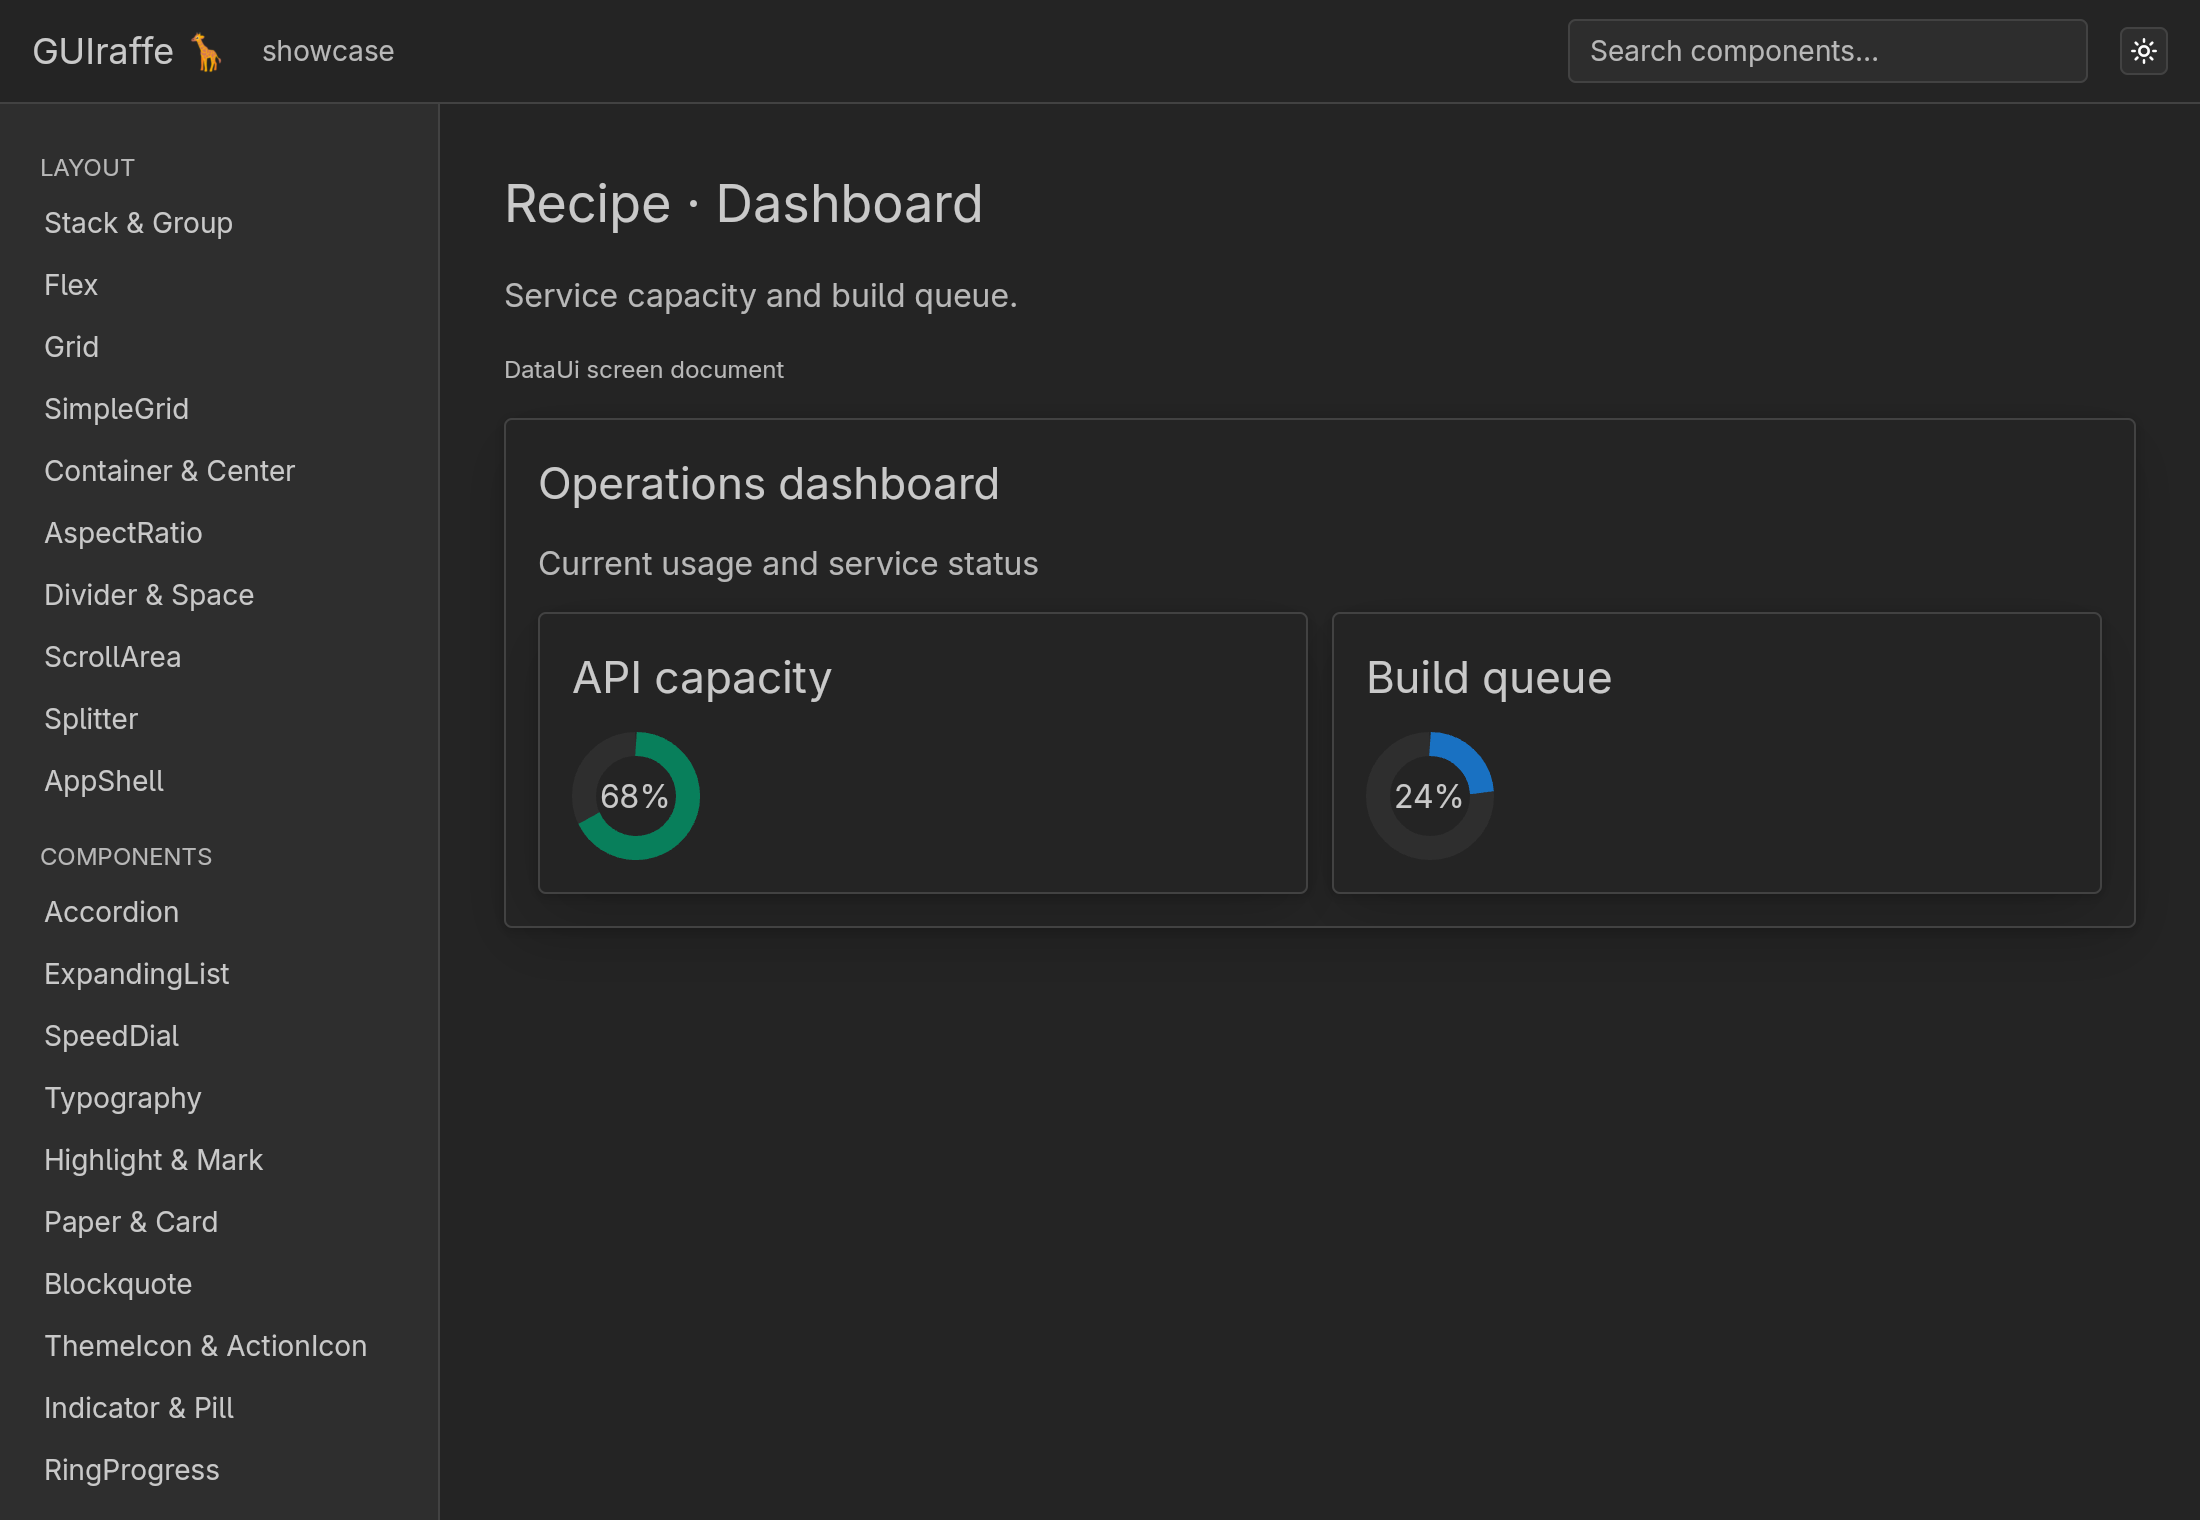 GUIraffe 🦒 showcase
Search components...
LAYOUT
Stack & Group
Flex
Grid
SimpleGrid
Container & Center
AspectRatio
Divider & Space
ScrollArea
Splitter
AppShell
COMPONENTS
Accordion
ExpandingList
SpeedDial
Typography
Highlight & Mark
Paper & Card
Blockquote
ThemeIcon & ActionIcon
Indicator & Pill
RingProgress
Recipe · Dashboard
Service capacity and build queue.
DataUi screen document
Operations dashboard
Current usage and service status
API capacity
68%
Build queue
24%